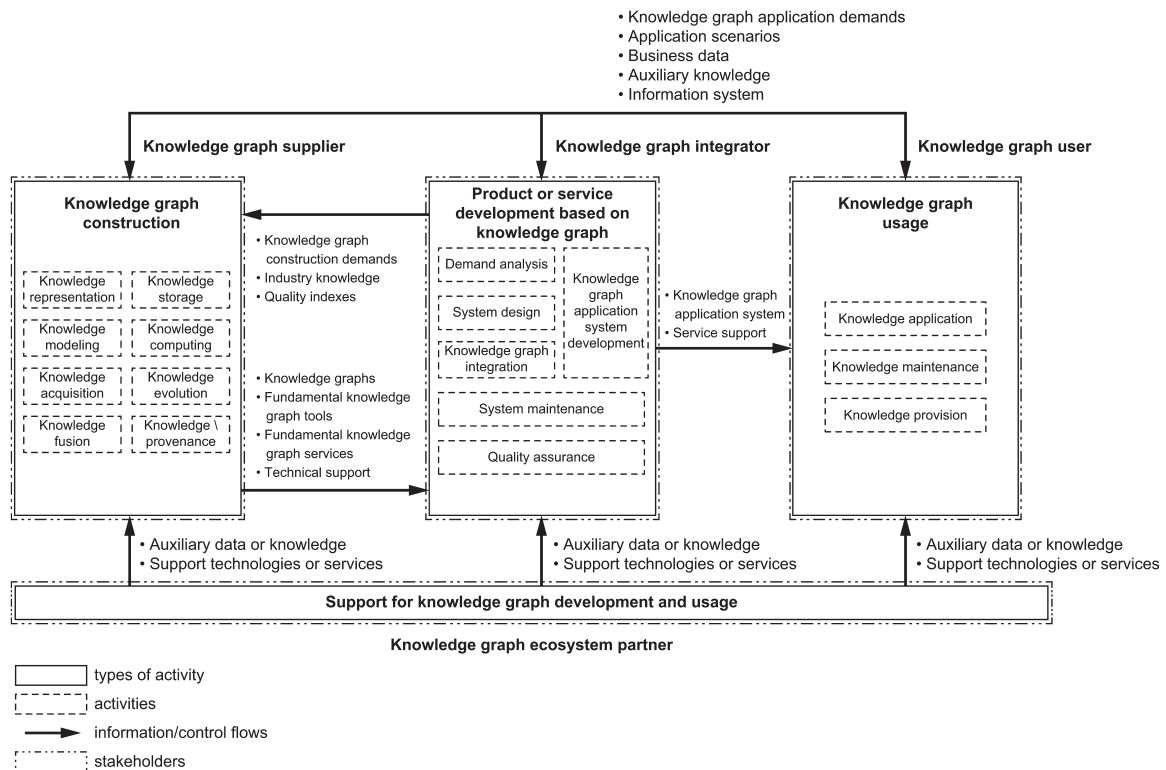 • Knowledge graph application demands
• Application scenarios
• Business data
• Auxiliary knowledge
• Information system
Knowledge graph supplier
Knowledge graph integrator
Knowledge graph user
Knowledge graph
construction
Knowledge
representation
Knowledge
storage
Knowledge
modeling
Knowledge
computing
Knowledge
acquisition
Knowledge
evolution
Knowledge
fusion
Knowledge \
provenance
• Knowledge graph
construction demands
• Industry knowledge
• Quality indexes
• Knowledge graphs
• Fundamental knowledge
graph tools
• Fundamental knowledge
graph services
• Technical support
Product or service
development based on
knowledge graph
Demand analysis
System design
Knowledge graph
integration
Knowledge
graph
application
system
development
System maintenance
Quality assurance
• Knowledge graph
application system
• Service support
Knowledge graph
usage
Knowledge application
Knowledge maintenance
Knowledge provision
• Auxiliary data or knowledge
• Support technologies or services
• Auxiliary data or knowledge
• Support technologies or services
• Auxiliary data or knowledge
• Support technologies or services
Support for knowledge graph development and usage
Knowledge graph ecosystem partner
types of activity
activities
information/control flows
stakeholders